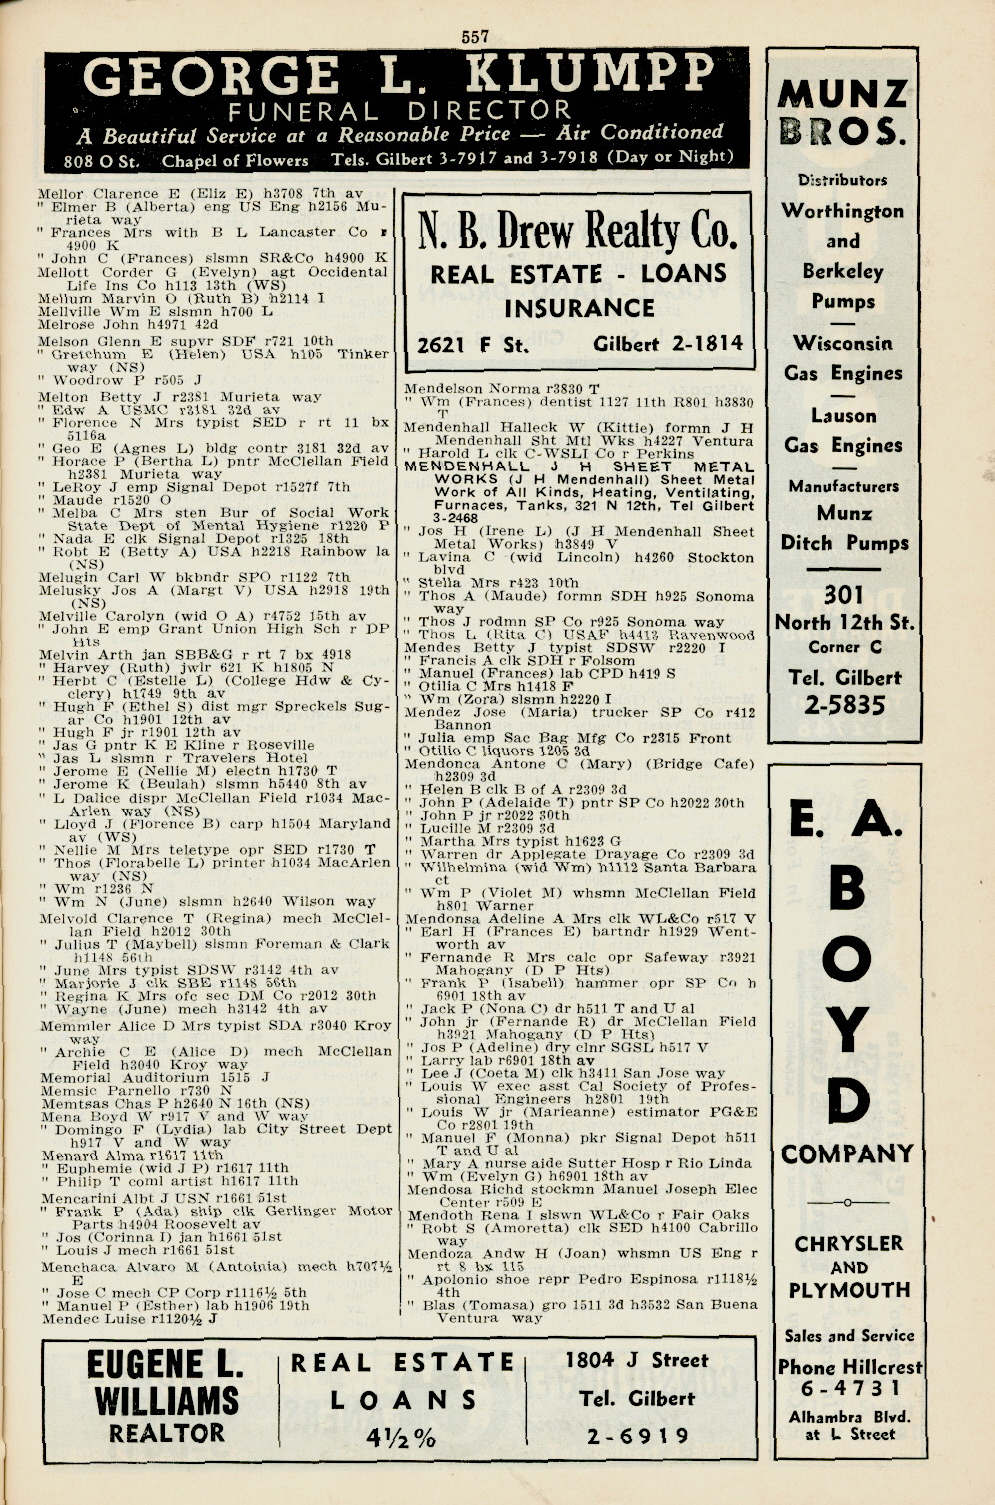 557
GEORGE L. KLUMPP
FUNERAL DIRECTOR
A Beautiful Service at a Reasonable Price — Air Conditioned
808 O St. Chapel of Flowers Tels. Gilbert 3-7917 and 3-7918 (Day or Night)
Mellor Clarence E (Eliz E) h3708 7th av
" Elmer B (Alberta) eng US Eng h2156 Mu-
rieta way
" Frances Mrs with B L Lancaster Co r
4900 K
" John C (Frances) slsmn SR&Co h4900 K
Mellott Corder G (Evelyn) agt Occidental
Life Ins Co h113 13th (WS)
Mellum Marvin O (Ruth B) h2114 I
Mellville Wm E slsmn h700 L
Melrose John h4971 42d
Melson Glenn E supvr SDF r721 10th
" Gretchum E (Helen) USA h105 Tinker
way (NS)
" Woodrow P r505 J
Melton Betty J r2381 Murieta way
" Edw A USMC r3181 32d av
" Florence N Mrs typist SED r rt 11 bx
5116a
" Geo E (Agnes L) bldg contr 3181 32d av
" Horace P (Bertha L) pntr McClellan Field
h2381 Murieta way
" LeRoy J emp Signal Depot r1527f 7th
" Maude r1520 O
" Melba C Mrs sten Bur of Social Work
State Dept of Mental Hygiene r1220 P
" Nada E clk Signal Depot r1325 18th
" Robt E (Betty A) USA h2218 Rainbow la
(NS)
Melugin Carl W bkbndr SPO r1122 7th
Melusky Jos A (Margt V) USA h2918 19th
(NS)
Melville Carolyn (wid O A) r4752 15th av
" John E emp Grant Union High Sch r DP
Hts
Melvin Arth jan SBB&G r rt 7 bx 4918
" Harvey (Ruth) jwlr 621 K h1805 N
" Herbt C (Estelle L) (College Hdw & Cy-
clery) h1749 9th av
" Hugh F (Ethel S) dist mgr Spreckels Sug-
ar Co h1901 12th av
" Hugh F jr r1901 12th av
" Jas G pntr K E Kline r Roseville
" Jas L slsmn r Travelers Hotel
" Jerome E (Nellie M) electn h1730 T
" Jerome K (Beulah) slsmn h5440 8th av
" L Dalice dispr McClellan Field r1034 Mac-
Arlen way (NS)
" Lloyd J (Florence B) carp h1504 Maryland
av (WS)
" Nellie M Mrs teletype opr SED r1730 T
" Thos (Florabelle L) printer h1034 MacArlen
way (NS)
" Wm r1236 N
" Wm N (June) slsmn h2640 Wilson way
Melvold Clarence T (Regina) mech McClel-
lan Field h2012 30th
" Julius T (Maybell) slsmn Foreman & Clark
h1148 56th
" June Mrs typist SDSW r3142 4th av
" Marjorie J clk SBE r1148 56th
" Regina K Mrs ofc sec DM Co r2012 30th
" Wayne (June) mech h3142 4th av
Memmler Alice D Mrs typist SDA r3040 Kroy
way
" Archie C E (Alice D) mech McClellan
Field h3040 Kroy way
Memorial Auditorium 1515 J
Memsic Parnello r730 N
Memtsas Chas P h2640 N 16th (NS)
Mena Boyd W r917 V and W way
" Domingo F (Lydia) lab City Street Dept
h917 V and W way
Menard Alma r1617 11th
" Euphemie (wid J P) r1617 11th
" Philip T coml artist h1617 11th
Mencarini Albt J USN r1661 51st
" Frank P (Ada) ship clk Gerlinger Motor
Parts h4904 Roosevelt av
" Jos (Corinna I) jan h1661 51st
" Louis J mech r1661 51st
Menchaca Alvaro M (Antoinia) mech h707½
E
" Jose C mech CP Corp r1116½ 5th
" Manuel P (Esther) lab h1906 19th
Mendec Luise r1120½ J
N. B. Drew Realty Co.
REAL ESTATE - LOANS
INSURANCE
2621 F St. Gilbert 2-1814
Mendelson Norma r3830 T
" Wm (Frances) dentist 1127 11th R801 h3830
T
Mendenhall Halleck W (Kittie) formn J H
Mendenhall Sht Mtl Wks h4227 Ventura
" Harold L clk C-WSLI Co r Perkins
MENDENHALL J H SHEET METAL
WORKS (J H Mendenhall) Sheet Metal
Work of All Kinds, Heating, Ventilating,
Furnaces, Tanks, 321 N 12th, Tel Gilbert
3-2468
" Jos H (Irene L) (J H Mendenhall Sheet
Metal Works) h3849 V
" Lavina C (wid Lincoln) h4260 Stockton
blvd
" Stella Mrs r423 10th
" Thos A (Maude) formn SDH h925 Sonoma
way
" Thos J rodmn SP Co r925 Sonoma way
" Thos L (Rita C) USAF h4413 Ravenwood
Mendes Betty J typist SDSW r2220 I
" Francis A clk SDH r Folsom
" Manuel (Frances) lab CPD h419 S
" Otilia C Mrs h1418 F
" Wm (Zora) slsmn h2220 I
Mendez Jose (Maria) trucker SP Co r412
Bannon
" Julia emp Sac Bag Mfg Co r2315 Front
" Otilio C liquors 1205 3d
Mendonca Antone C (Mary) (Bridge Cafe)
h2309 3d
" Helen B clk B of A r2309 3d
" John P (Adelaide T) pntr SP Co h2022 30th
" John P jr r2022 30th
" Lucille M r2309 3d
" Martha Mrs typist h1623 G
" Warren dr Applegate Drayage Co r2309 3d
" Wilhelmina (wid Wm) h1112 Santa Barbara
ct
" Wm P (Violet M) whsmn McClellan Field
h801 Warner
Mendonsa Adeline A Mrs clk WL&Co r517 V
" Earl H (Frances E) bartndr h1929 Went-
worth av
" Fernande R Mrs calc opr Safeway r3921
Mahogany (D P Hts)
" Frank P (Isabell) hammer opr SP Co h
6901 18th av
" Jack P (Nona C) dr h511 T and U al
" John jr (Fernande R) dr McClellan Field
h3921 Mahogany (D P Hts)
" Jos P (Adeline) dry clnr SGSL h517 V
" Larry lab r6901 18th av
" Lee J (Coeta M) clk h3411 San Jose way
" Louis W exec asst Cal Society of Profes-
sional Engineers h2801 19th
" Louis W jr (Marieanne) estimator PG&E
Co r2801 19th
" Manuel F (Monna) pkr Signal Depot h511
T and U al
" Mary A nurse aide Sutter Hosp r Rio Linda
" Wm (Evelyn G) h6901 18th av
Mendosa Richd stockmn Manuel Joseph Elec
Center r509 E
Mendoth Rena I slswn WL&Co r Fair Oaks
" Robt S (Amoretta) clk SED h4100 Cabrillo
way
Mendoza Andw H (Joan) whsmn US Eng r
rt 8 bx 115
" Apolonio shoe repr Pedro Espinosa r1118½
4th
" Blas (Tomasa) gro 1511 3d h3532 San Buena
Ventura way
MUNZ
BROS.
Distributors
Worthington
and
Berkeley
Pumps
Wisconsin
Gas Engines
Lauson
Gas Engines
Manufacturers
Munz
Ditch Pumps
301
North 12th St.
Corner C
Tel. Gilbert
2-5835
E. A.
B
O
Y
D
COMPANY
CHRYSLER
AND
PLYMOUTH
Sales and Service
Phone Hillcrest
6-4731
Alhambra Blvd.
at L Street
EUGENE L.
WILLIAMS
REALTOR
REAL ESTATE
LOANS
4½%
1804 J Street
Tel. Gilbert
2-6919